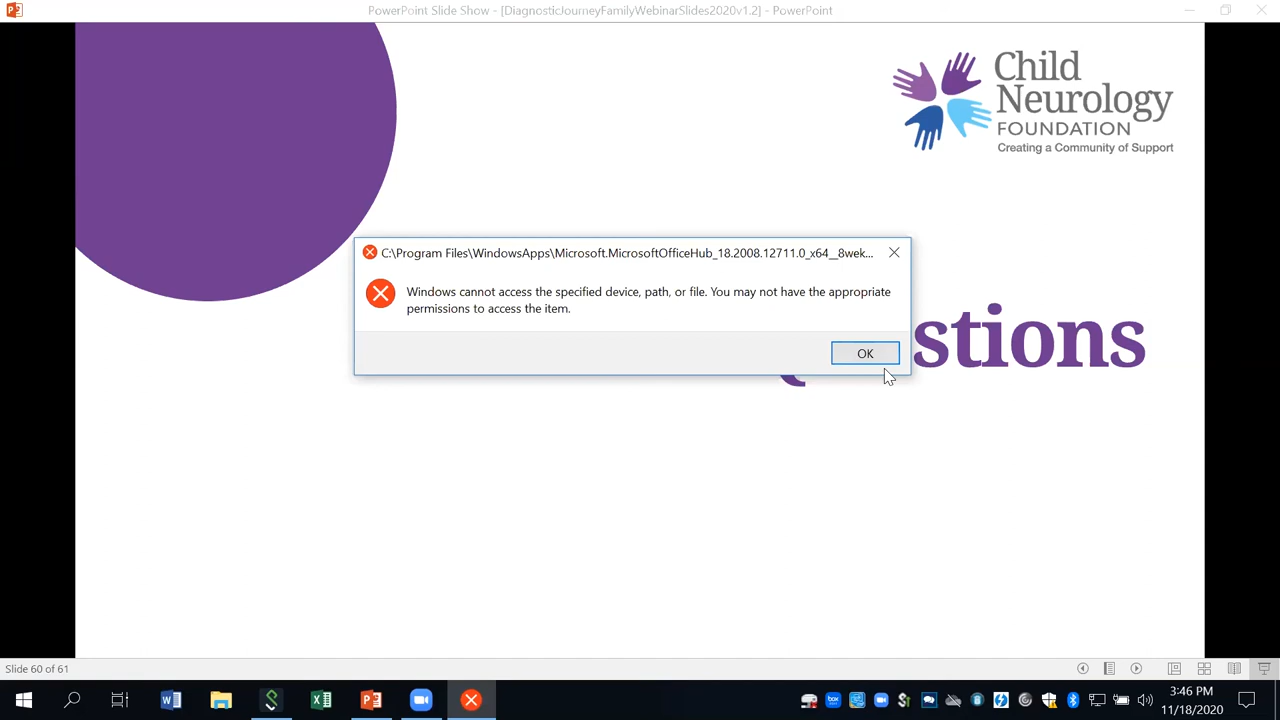 PowerPoint Slide Show - [DiagnosticJourneyFamilyWebinarSlides2020v1.2] - PowerPoint
Child
Neurology
FOUNDATION
Creating a Community of Support
C:\Program Files\WindowsApps\Microsoft.MicrosoftOfficeHub_18.2008.12711.0_x64__8wek...
Windows cannot access the specified device, path, or file. You may not have the appropriate
permissions to access the item.
OK
stions
Slide 60 of 61
3:46 PM
11/18/2020